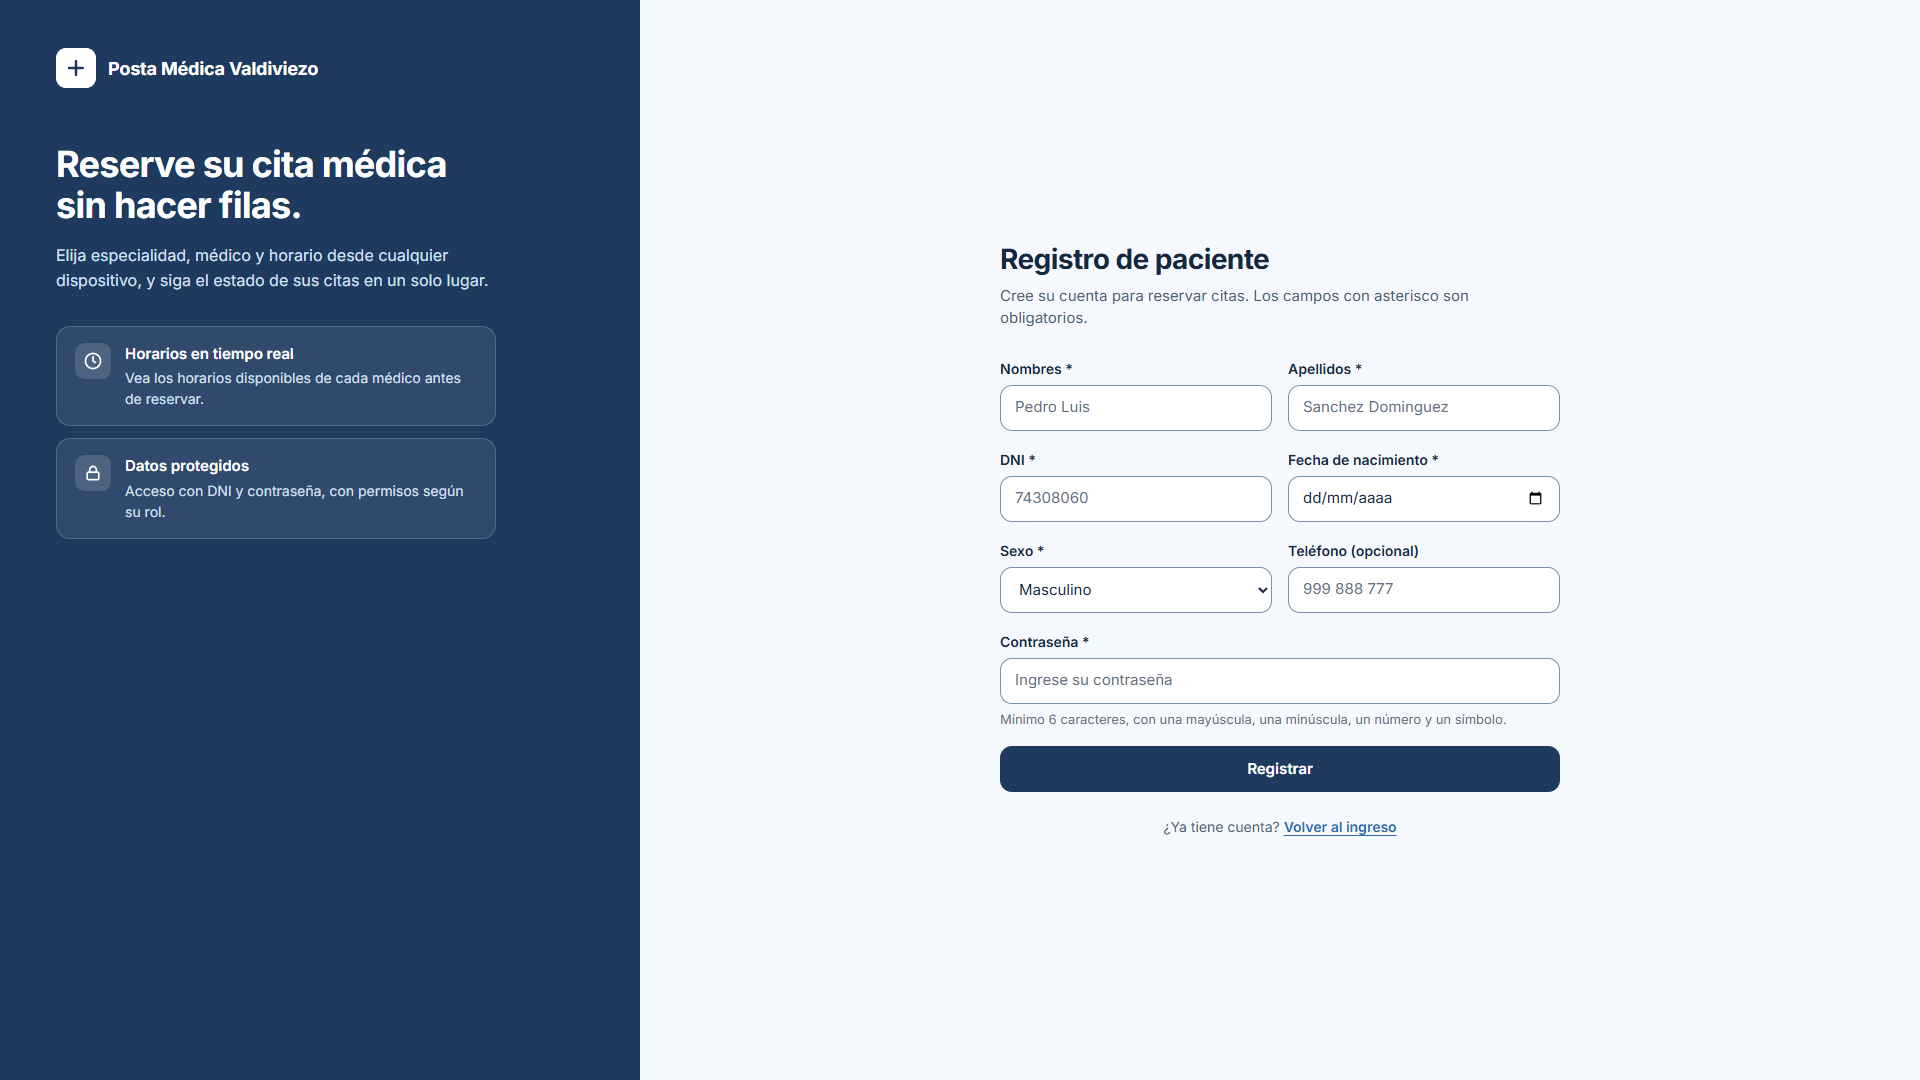 Posta Médica Valdiviezo
Reserve su cita médica
sin hacer filas.
Elija especialidad, médico y horario desde cualquier
dispositivo, y siga el estado de sus citas en un solo lugar.
Horarios en tiempo real
Vea los horarios disponibles de cada médico antes
de reservar.
Datos protegidos
Acceso con DNI y contraseña, con permisos según
su rol.
Registro de paciente
Cree su cuenta para reservar citas. Los campos con asterisco son
obligatorios.
Nombres *
Pedro Luis
Apellidos *
Sanchez Dominguez
DNI *
74308060
Fecha de nacimiento *
dd/mm/aaaa
Sexo *
Masculino
Teléfono (opcional)
999 888 777
Contraseña *
Ingrese su contraseña
Mínimo 6 caracteres, con una mayúscula, una minúscula, un número y un símbolo.
Registrar
¿Ya tiene cuenta? Volver al ingreso